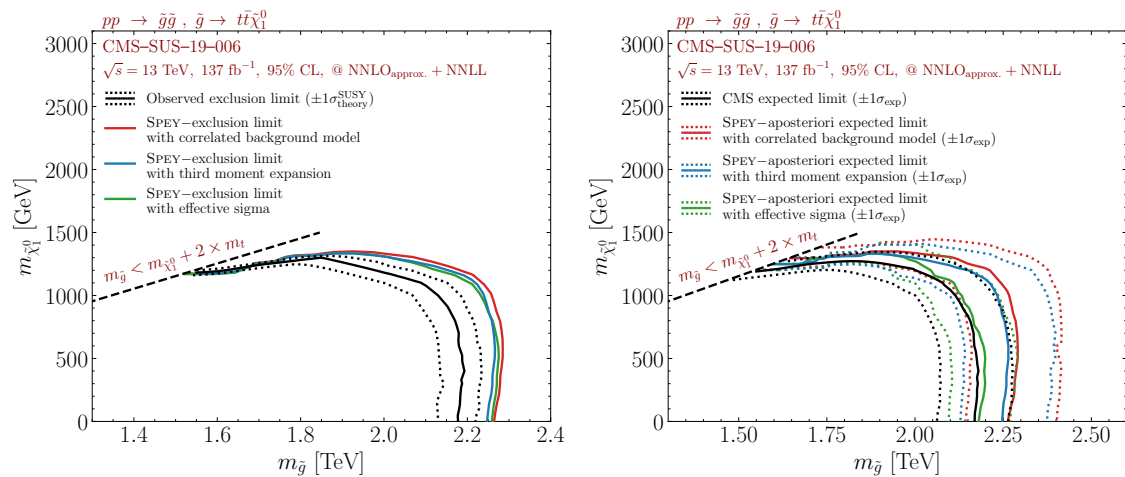 pp → g̃g̃ , g̃ → tt̄χ̃₁⁰
CMS–SUS–19–006
√s = 13 TeV, 137 fb⁻¹, 95% CL, @ NNLO_approx. + NNLL
Observed exclusion limit (±1σ_theory^SUSY)
SPEY−exclusion limit
with correlated background model
SPEY−exclusion limit
with third moment expansion
SPEY−exclusion limit
with effective sigma
m_g̃ < m_χ̃₁⁰ + 2 × m_t
m_χ̃₁⁰ [GeV]
3000
2500
2000
1500
1000
500
0
1.4
1.6
1.8
2.0
2.2
2.4
m_g̃ [TeV]
pp → g̃g̃ , g̃ → tt̄χ̃₁⁰
CMS–SUS–19–006
√s = 13 TeV, 137 fb⁻¹, 95% CL, @ NNLO_approx. + NNLL
CMS expected limit (±1σ_exp)
SPEY−aposteriori expected limit
with correlated background model (±1σ_exp)
SPEY−aposteriori expected limit
with third moment expansion (±1σ_exp)
SPEY−aposteriori expected limit
with effective sigma (±1σ_exp)
m_g̃ < m_χ̃₁⁰ + 2 × m_t
m_χ̃₁⁰ [GeV]
3000
2500
2000
1500
1000
500
0
1.50
1.75
2.00
2.25
2.50
m_g̃ [TeV]